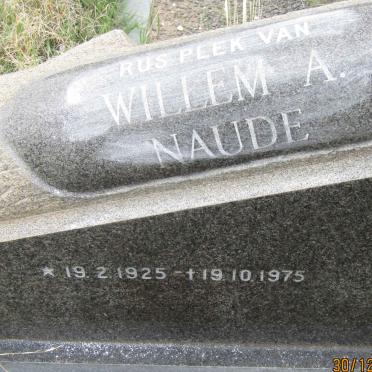 RUS PLEK VAN
WILLEM A.
NAUDE
* 19.2.1925 - †19.10.1975
30/12